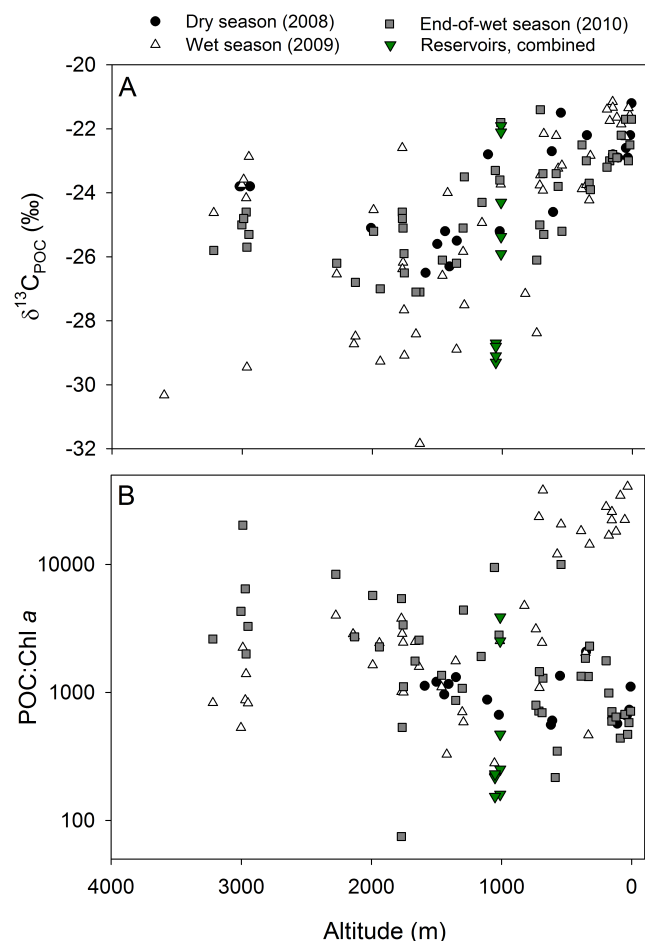 Dry season (2008) End-of-wet season (2010)
Wet season (2009) Reservoirs, combined
A
-20
-22
-24
-26
-28
-30
-32
δ¹³C_POC (‰)
B
10000
1000
100
POC:Chl a
4000 3000 2000 1000 0
Altitude (m)